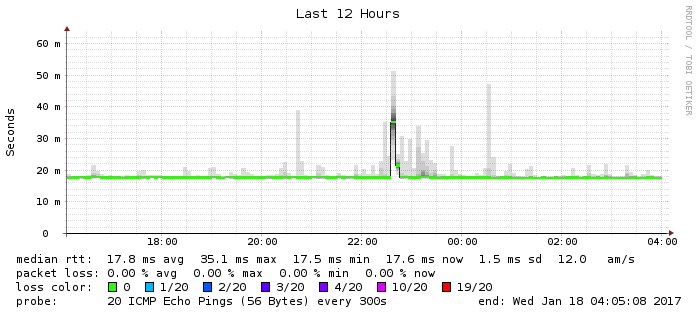 Last 12 Hours
RRDTOOL / TOBI OETIKER
Seconds
60 m
50 m
40 m
30 m
20 m
10 m
0
18:00 20:00 22:00 00:00 02:00 04:00
median rtt: 17.8 ms avg 35.1 ms max 17.5 ms min 17.6 ms now 1.5 ms sd 12.0 am/s
packet loss: 0.00 % avg 0.00 % max 0.00 % min 0.00 % now
loss color: 0 1/20 2/20 3/20 4/20 10/20 19/20
probe: 20 ICMP Echo Pings (56 Bytes) every 300s end: Wed Jan 18 04:05:08 2017